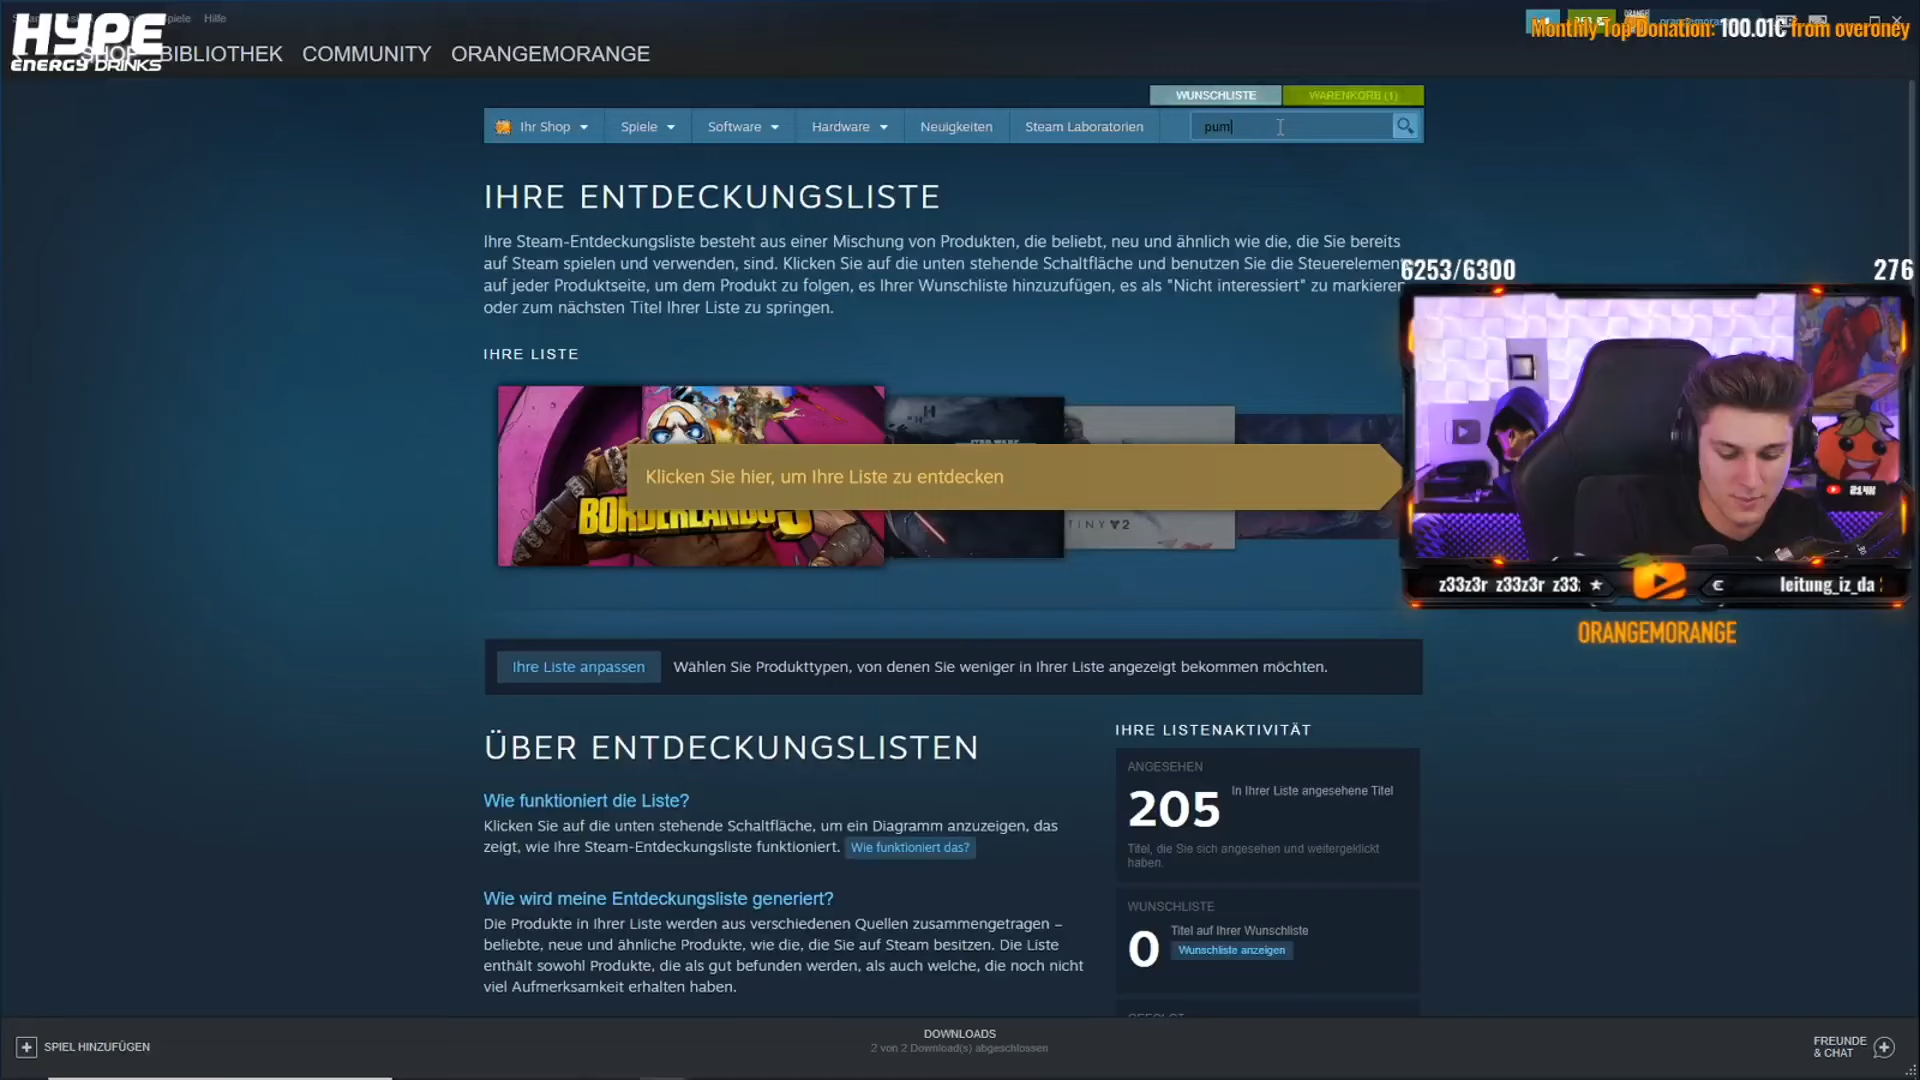 HYPE
ENERGY DRINKS
Spiele Hilfe
SHOP BIBLIOTHEK COMMUNITY ORANGEMORANGE
Monthly Top Donation: 100.01€ from overoney
WUNSCHLISTE WARENKORB (1)
Ihr Shop Spiele Software Hardware Neuigkeiten Steam Laboratorien pum
IHRE ENTDECKUNGSLISTE
Ihre Steam-Entdeckungsliste besteht aus einer Mischung von Produkten, die beliebt, neu und ähnlich wie die, die Sie bereits
auf Steam spielen und verwenden, sind. Klicken Sie auf die unten stehende Schaltfläche und benutzen Sie die Steuerelement
auf jeder Produktseite, um dem Produkt zu folgen, es Ihrer Wunschliste hinzuzufügen, es als "Nicht interessiert" zu markieren
oder zum nächsten Titel Ihrer Liste zu springen.
6253/6300 276
IHRE LISTE
Klicken Sie hier, um Ihre Liste zu entdecken
BORDERLANDS 3
STAR WARS
TINY 2
214K
z33z3r z33z3r z33 leitung_iz_da
ORANGEMORANGE
Ihre Liste anpassen Wählen Sie Produkttypen, von denen Sie weniger in Ihrer Liste angezeigt bekommen möchten.
ÜBER ENTDECKUNGSLISTEN
Wie funktioniert die Liste?
Klicken Sie auf die unten stehende Schaltfläche, um ein Diagramm anzuzeigen, das
zeigt, wie Ihre Steam-Entdeckungsliste funktioniert. Wie funktioniert das?
Wie wird meine Entdeckungsliste generiert?
Die Produkte in Ihrer Liste werden aus verschiedenen Quellen zusammengetragen –
beliebte, neue und ähnliche Produkte, wie die, die Sie auf Steam besitzen. Die Liste
enthält sowohl Produkte, die als gut befunden werden, als auch welche, die noch nicht
viel Aufmerksamkeit erhalten haben.
IHRE LISTENAKTIVITÄT
ANGESEHEN
205 In Ihrer Liste angesehene Titel
Titel, die Sie sich angesehen und weitergeklickt
haben.
WUNSCHLISTE
0 Titel auf Ihrer Wunschliste
Wunschliste anzeigen
SPIEL HINZUFÜGEN
DOWNLOADS
2 von 2 Download(s) abgeschlossen
FREUNDE
& CHAT